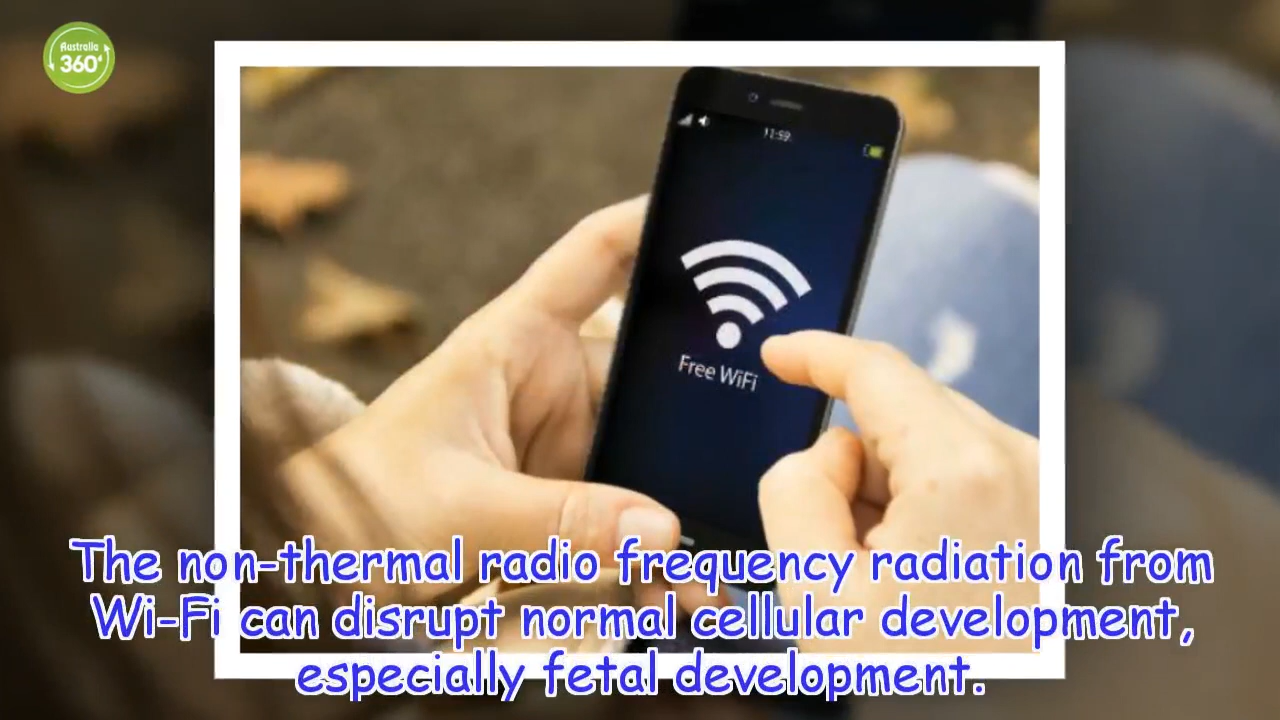 Australia
360°
11:59
Free WiFi
The non-thermal radio frequency radiation from
Wi-Fi can disrupt normal cellular development,
especially fetal development.